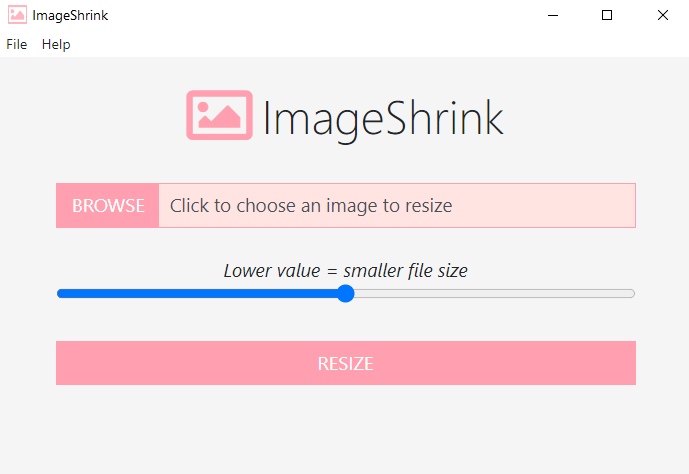 ImageShrink
File Help
ImageShrink
BROWSE Click to choose an image to resize
Lower value = smaller file size
RESIZE